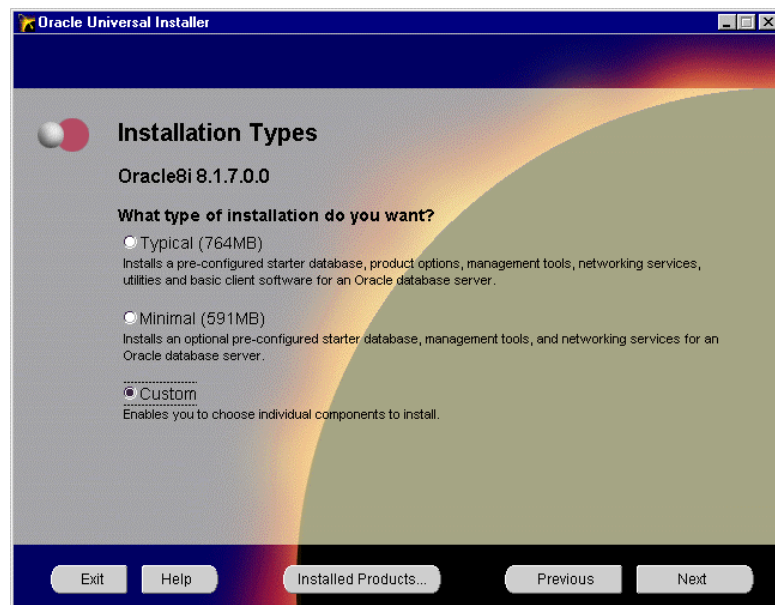 Oracle Universal Installer
Installation Types
Oracle8i 8.1.7.0.0
What type of installation do you want?
Typical (764MB)
Installs a pre-configured starter database, product options, management tools, networking services,
utilities and basic client software for an Oracle database server.
Minimal (591MB)
Installs an optional pre-configured starter database, management tools, and networking services for an
Oracle database server.
Custom
Enables you to choose individual components to install.
Exit Help Installed Products... Previous Next